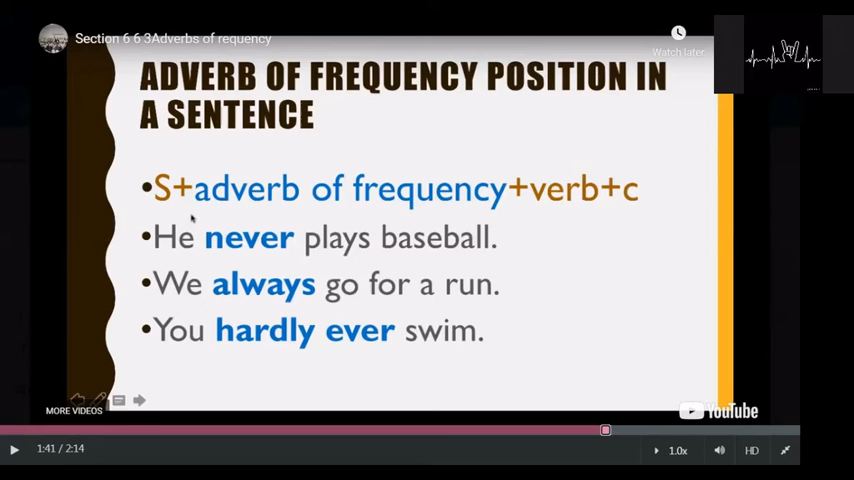 Section 6 6 3Adverbs of requency
Watch later
ADVERB OF FREQUENCY POSITION IN
A SENTENCE
•S+adverb of frequency+verb+c
•He never plays baseball.
•We always go for a run.
•You hardly ever swim.
MORE VIDEOS
YouTube
1:41 / 2:14
1.0x
HD